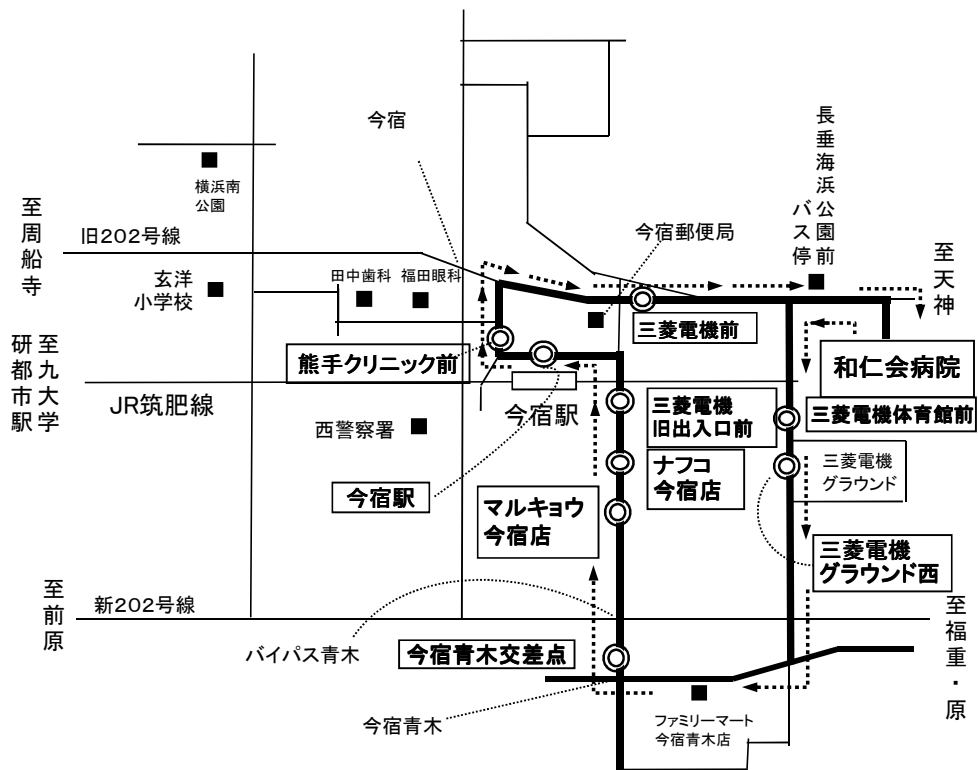 今宿
長垂海浜公園前
バス停
横浜南
公園
至周船寺
旧202号線
今宿郵便局
至天神
玄洋
小学校
田中歯科
福田眼科
三菱電機前
至九大学
研都市駅
熊手クリニック前
和仁会病院
JR筑肥線
今宿駅
三菱電機
旧出入口前
三菱電機体育館前
西警察署
ナフコ
今宿店
三菱電機
グラウンド
今宿駅
マルキョウ
今宿店
三菱電機
グラウンド西
至前原
新202号線
至福重・原
バイパス青木
今宿青木交差点
今宿青木
ファミリーマート
今宿青木店